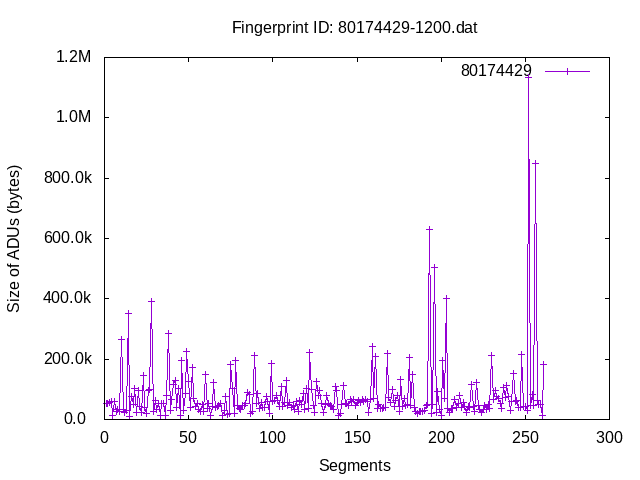 Fingerprint ID: 80174429-1200.dat
1.2M
80174429
1.0M
800.0k
600.0k
400.0k
200.0k
0.0
Size of ADUs (bytes)
0 50 100 150 200 250 300
Segments